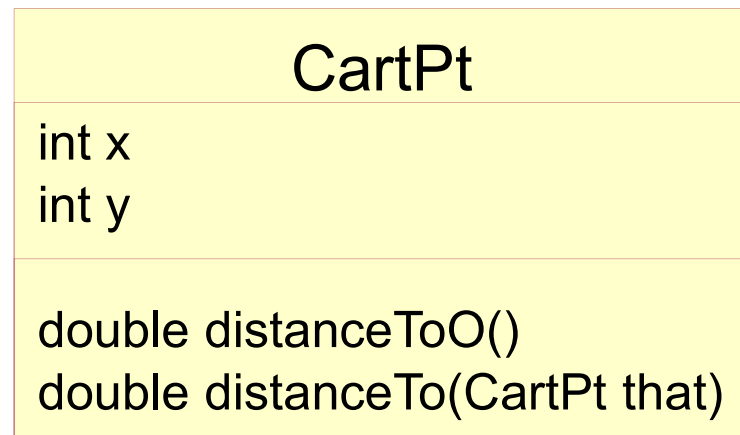 CartPt
int x
int y
double distanceToO()
double distanceTo(CartPt that)